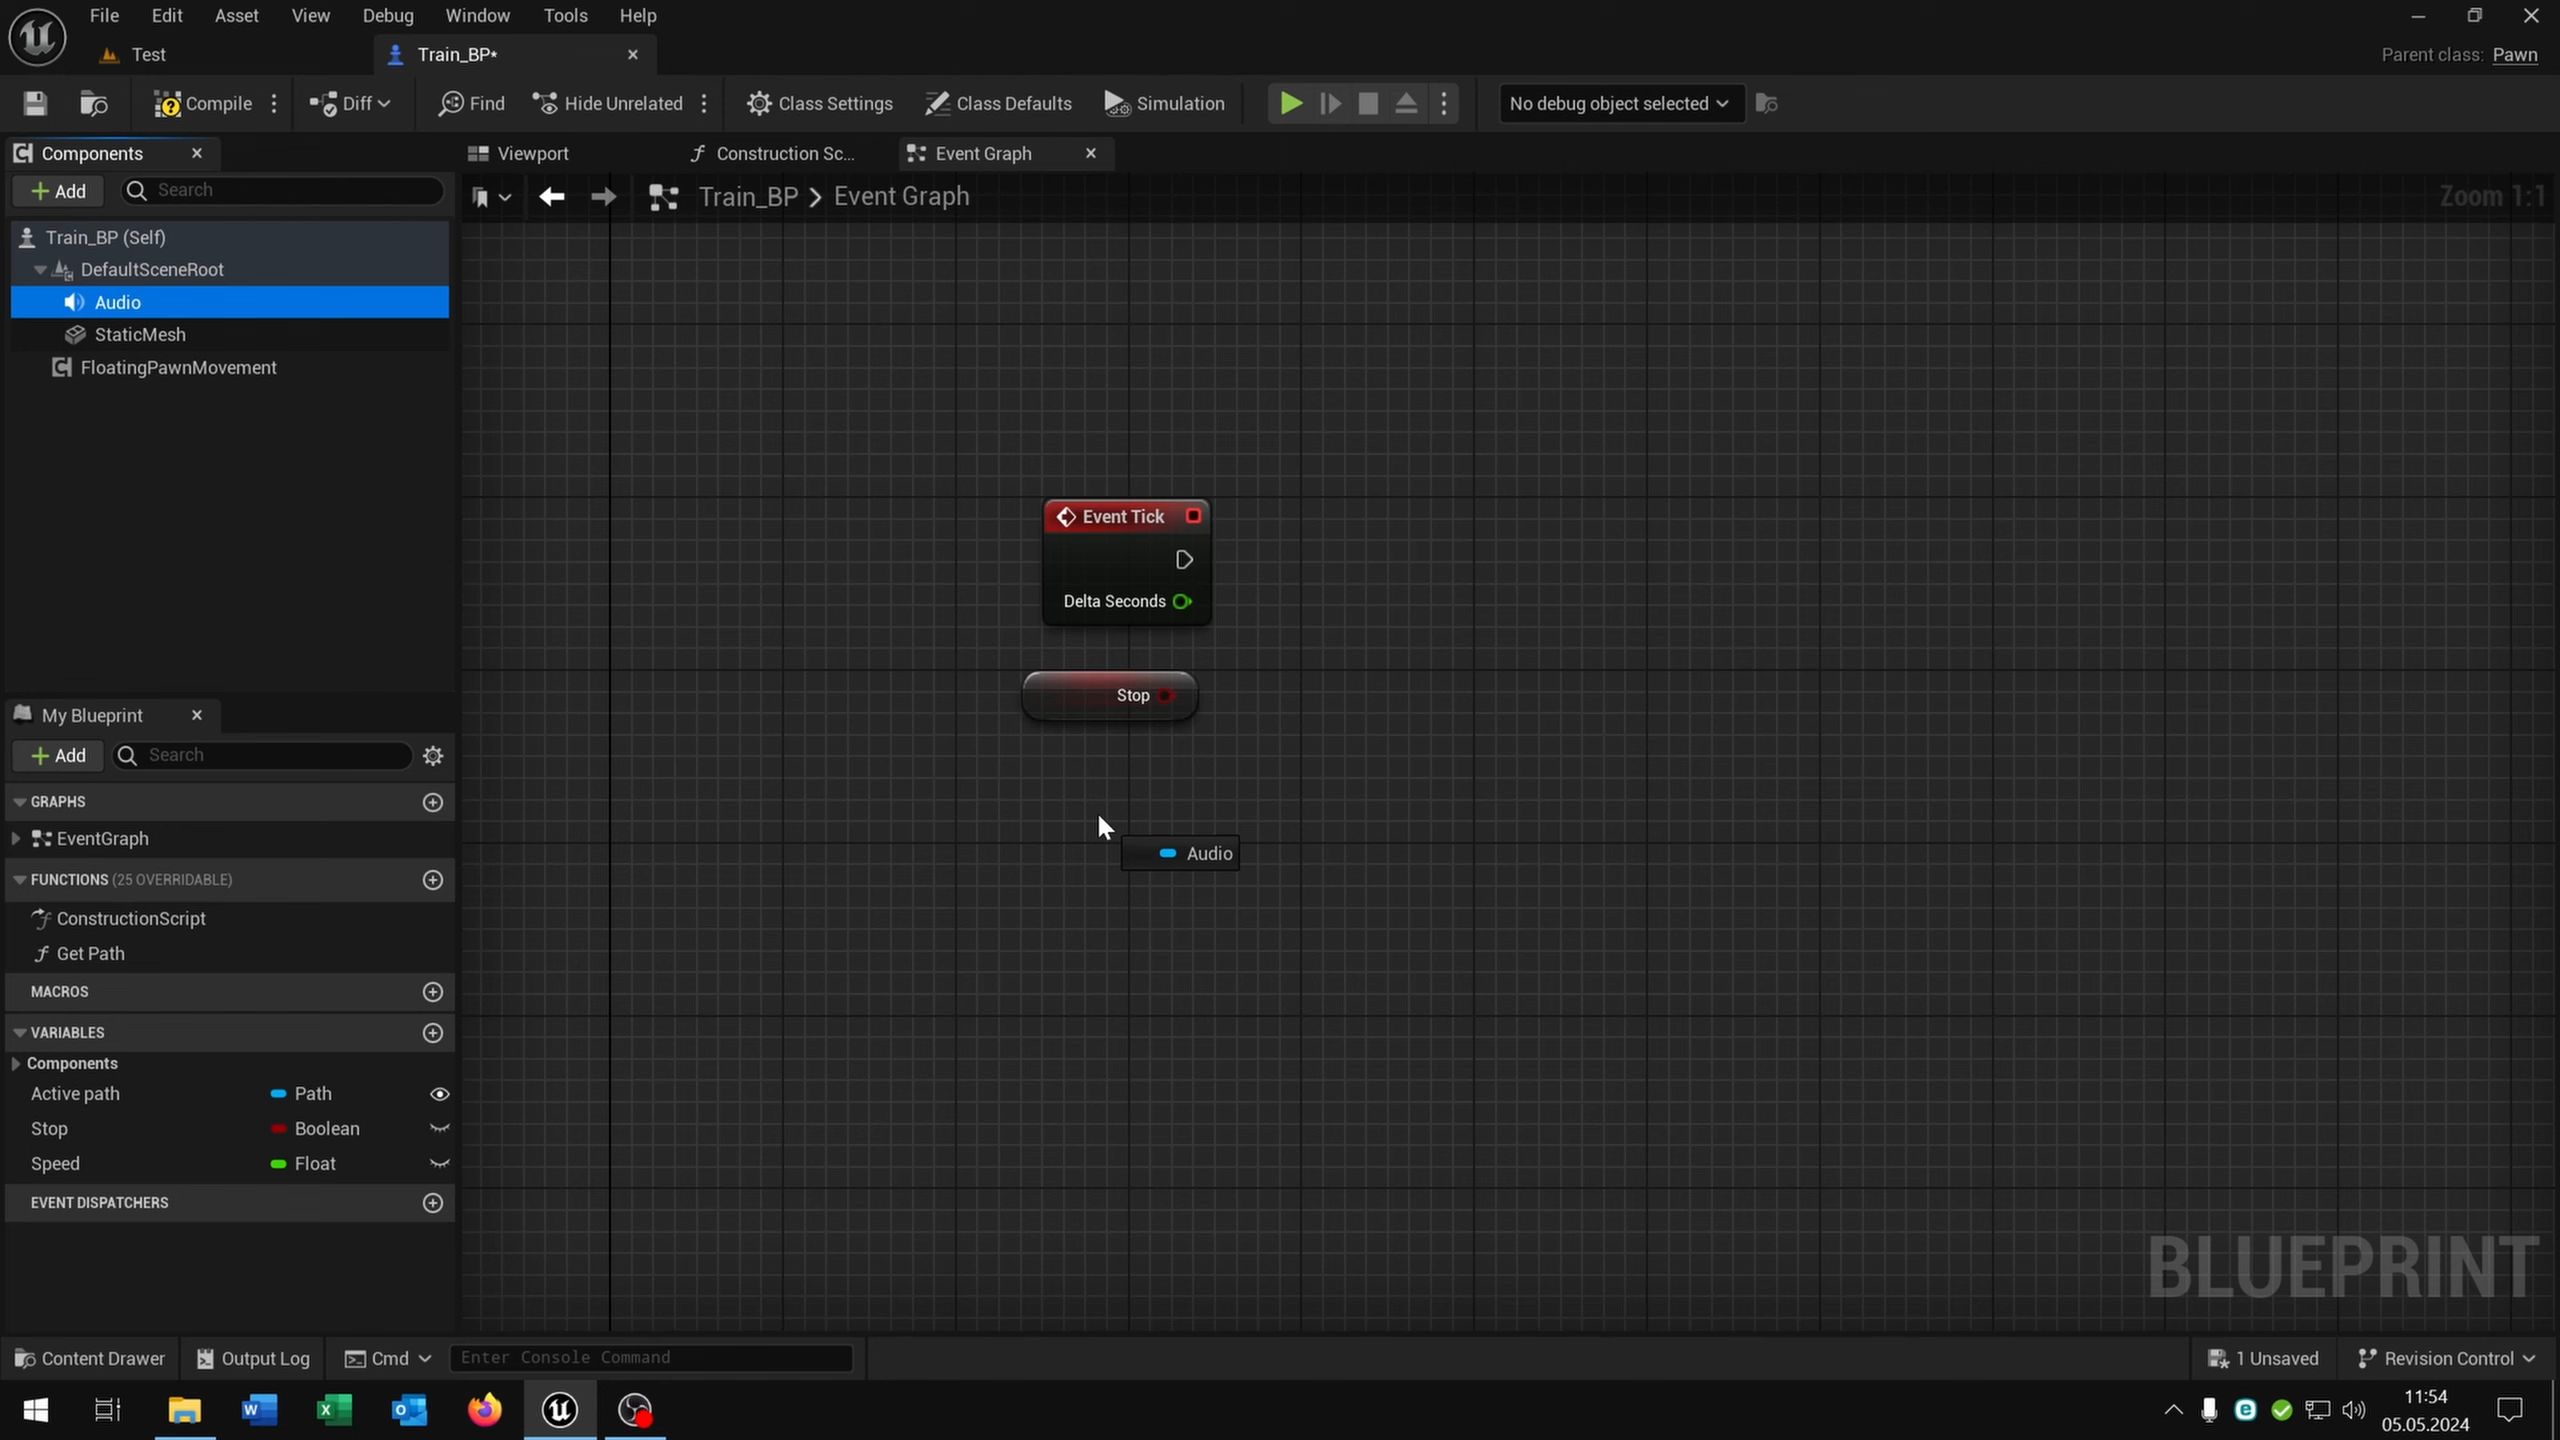 File Edit Asset View Debug Window Tools Help
Test
Train_BP*
Parent class: Pawn
Compile
Diff
Find
Hide Unrelated
Class Settings
Class Defaults
Simulation
No debug object selected
Components
Viewport
Construction Sc...
Event Graph
Add
Search
Train_BP > Event Graph
Zoom 1:1
Train_BP (Self)
DefaultSceneRoot
Audio
StaticMesh
FloatingPawnMovement
Event Tick
Delta Seconds
Stop
Audio
My Blueprint
Add
Search
GRAPHS
EventGraph
FUNCTIONS (25 OVERRIDABLE)
ConstructionScript
Get Path
MACROS
VARIABLES
Components
Active path Path
Stop Boolean
Speed Float
EVENT DISPATCHERS
BLUEPRINT
Content Drawer
Output Log
Cmd
Enter Console Command
1 Unsaved
Revision Control
11:54
05.05.2024